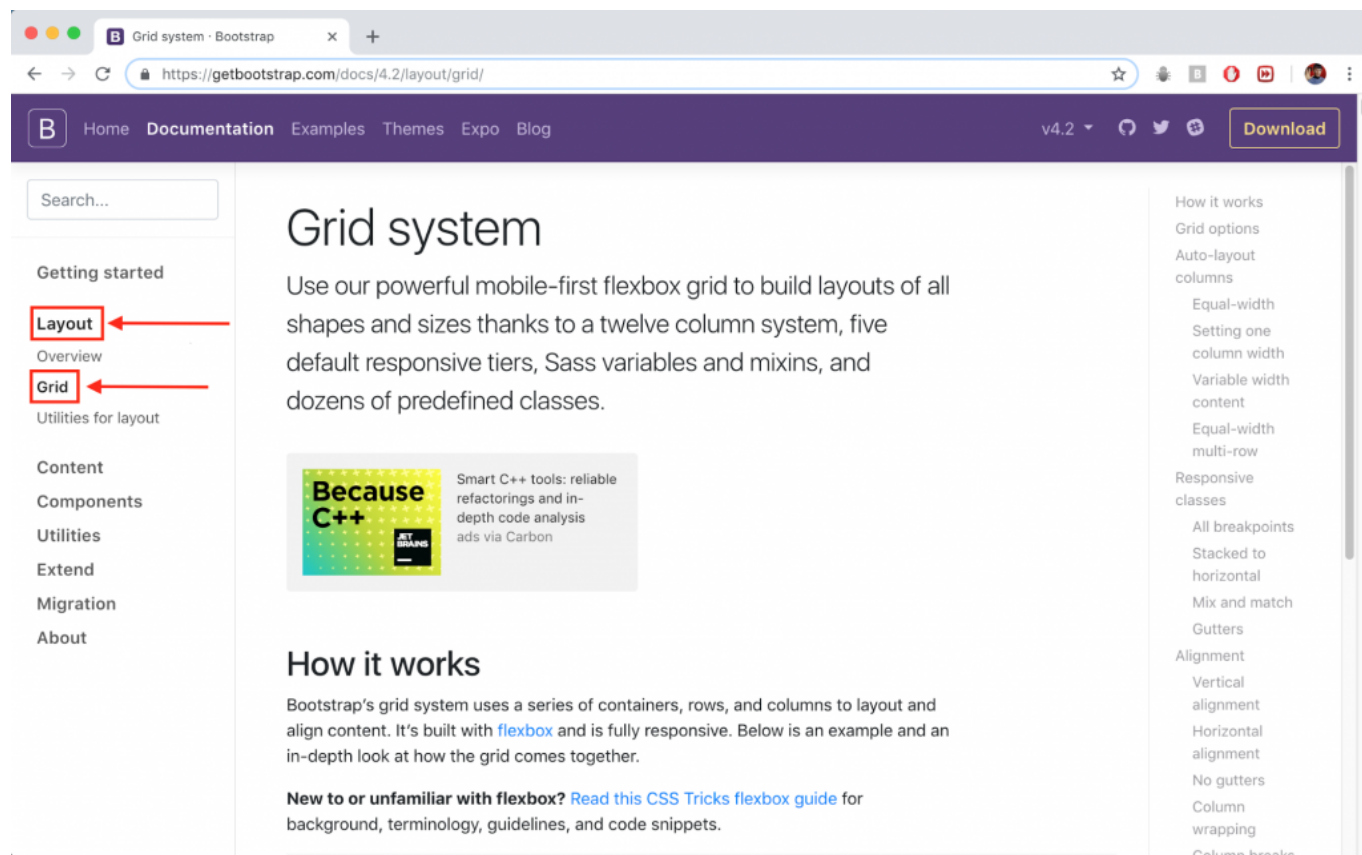 Grid system · Bootstrap
https://getbootstrap.com/docs/4.2/layout/grid/
B Home Documentation Examples Themes Expo Blog v4.2 Download
Search...
Getting started
Layout
Overview
Grid
Utilities for layout
Content
Components
Utilities
Extend
Migration
About
Grid system
Use our powerful mobile-first flexbox grid to build layouts of all
shapes and sizes thanks to a twelve column system, five
default responsive tiers, Sass variables and mixins, and
dozens of predefined classes.
Because
C++
JET
BRAINS
Smart C++ tools: reliable
refactorings and in-
depth code analysis
ads via Carbon
How it works
Bootstrap’s grid system uses a series of containers, rows, and columns to layout and
align content. It’s built with flexbox and is fully responsive. Below is an example and an
in-depth look at how the grid comes together.
New to or unfamiliar with flexbox? Read this CSS Tricks flexbox guide for
background, terminology, guidelines, and code snippets.
How it works
Grid options
Auto-layout
columns
Equal-width
Setting one
column width
Variable width
content
Equal-width
multi-row
Responsive
classes
All breakpoints
Stacked to
horizontal
Mix and match
Gutters
Alignment
Vertical
alignment
Horizontal
alignment
No gutters
Column
wrapping
Column breaks